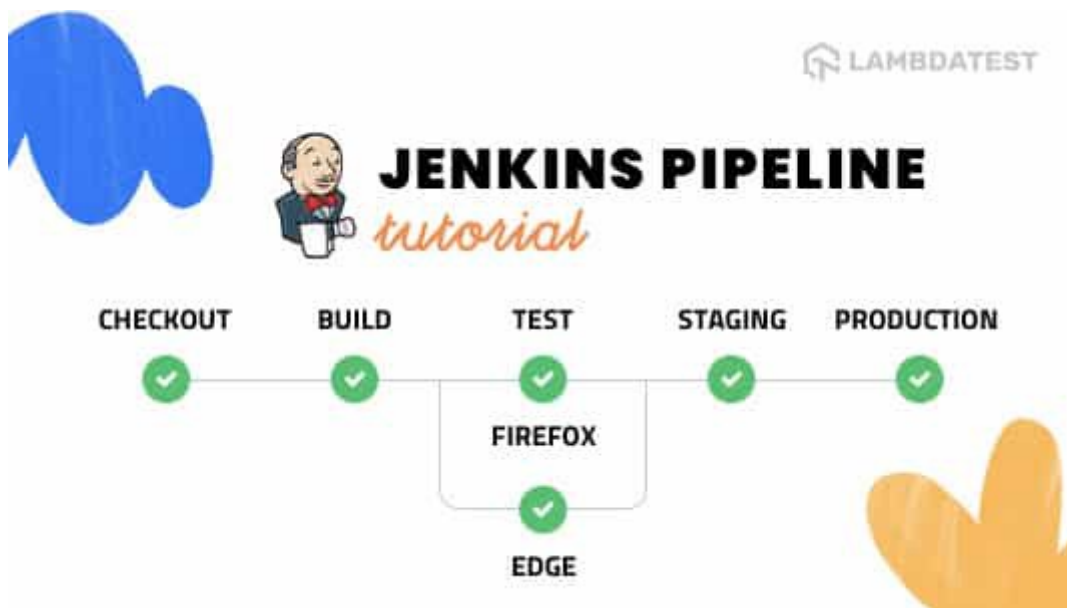 LAMBDATEST
JENKINS PIPELINE
tutorial
CHECKOUT BUILD TEST STAGING PRODUCTION
FIREFOX
EDGE